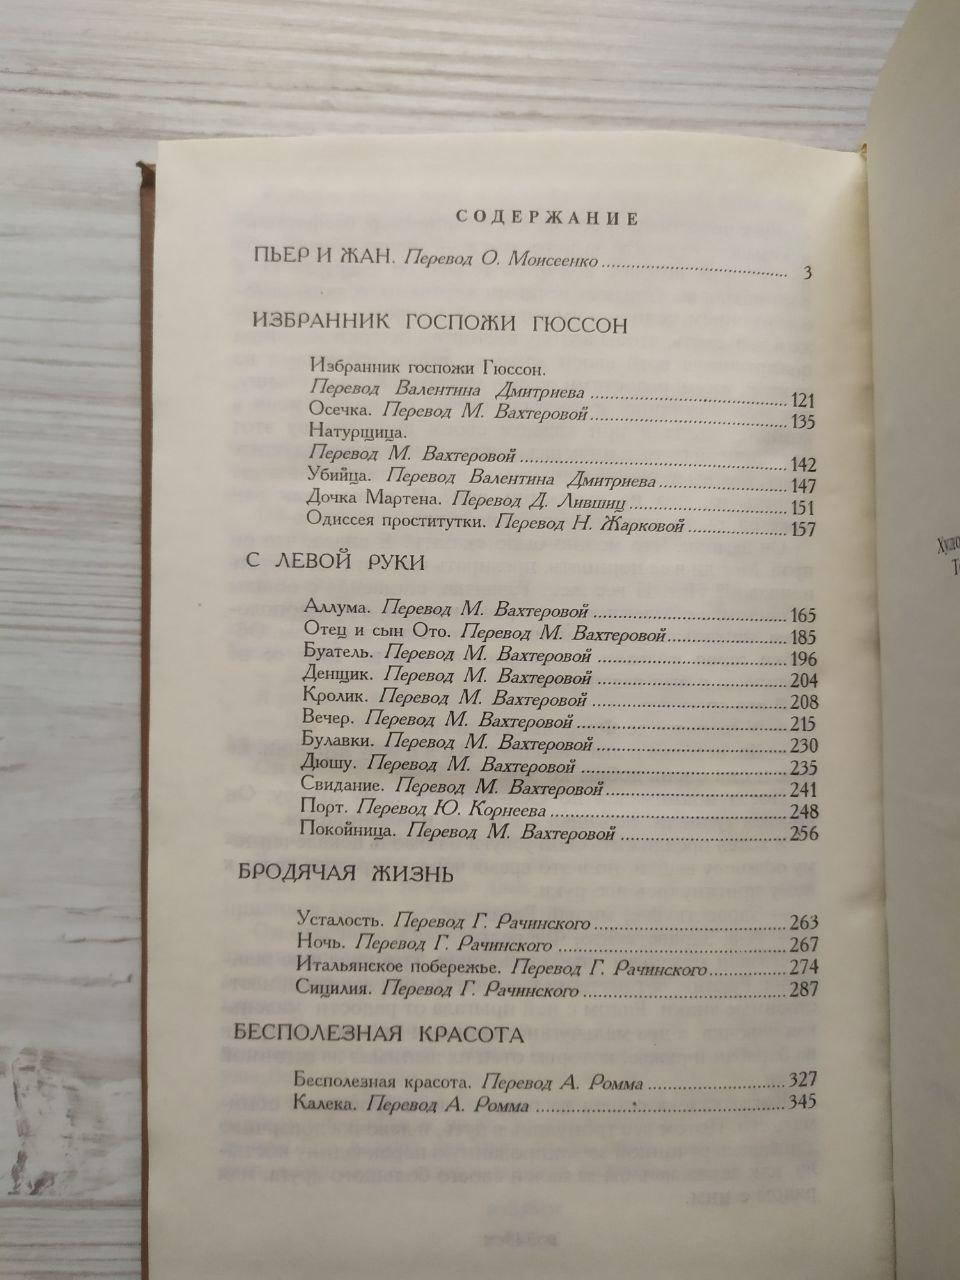 СОДЕРЖАНИЕ
ПЬЕР И ЖАН. Перевод О. Моисеенко 3
ИЗБРАННИК ГОСПОЖИ ГЮССОН
Избранник госпожи Гюссон.
Перевод Валентина Дмитриева 121
Осечка. Перевод М. Вахтеровой 135
Натурщица.
Перевод М. Вахтеровой 142
Убийца. Перевод Валентина Дмитриева 147
Дочка Мартена. Перевод Д. Лившиц 151
Одиссея проститутки. Перевод Н. Жарковой 157
С ЛЕВОЙ РУКИ
Аллума. Перевод М. Вахтеровой 165
Отец и сын Ото. Перевод М. Вахтеровой 185
Буатель. Перевод М. Вахтеровой 196
Денщик. Перевод М. Вахтеровой 204
Кролик. Перевод М. Вахтеровой 208
Вечер. Перевод М. Вахтеровой 215
Булавки. Перевод М. Вахтеровой 230
Дюшу. Перевод М. Вахтеровой 235
Свидание. Перевод М. Вахтеровой 241
Порт. Перевод Ю. Корнеева 248
Покойница. Перевод М. Вахтеровой 256
БРОДЯЧАЯ ЖИЗНЬ
Усталость. Перевод Г. Рачинского 263
Ночь. Перевод Г. Рачинского 267
Итальянское побережье. Перевод Г. Рачинского 274
Сицилия. Перевод Г. Рачинского 287
БЕСПОЛЕЗНАЯ КРАСОТА
Бесполезная красота. Перевод А. Ромма 327
Калека. Перевод А. Ромма 345